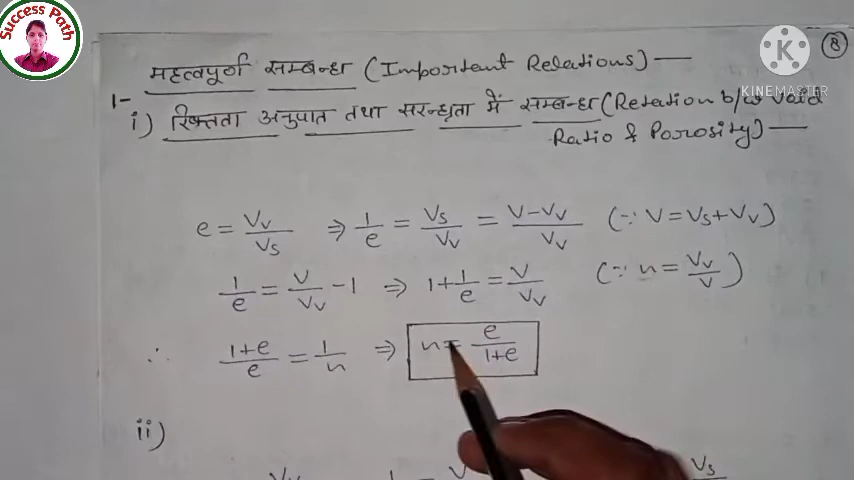 Success Path
KINEMASTER
8
महत्वपूर्ण सम्बन्ध (Important Relations) —
1-
i) रिक्तता अनुपात तथा सरन्ध्रता में सम्बन्ध (Relation b/w Void
Ratio & Porosity) —
e = Vv/Vs ⇒ 1/e = Vs/Vv = V-Vv/Vv (∵ V = Vs + Vv)
1/e = V/Vv - 1 ⇒ 1 + 1/e = V/Vv (∵ n = Vv/V)
∴ 1+e/e = 1/n ⇒ n = e/1+e
ii)